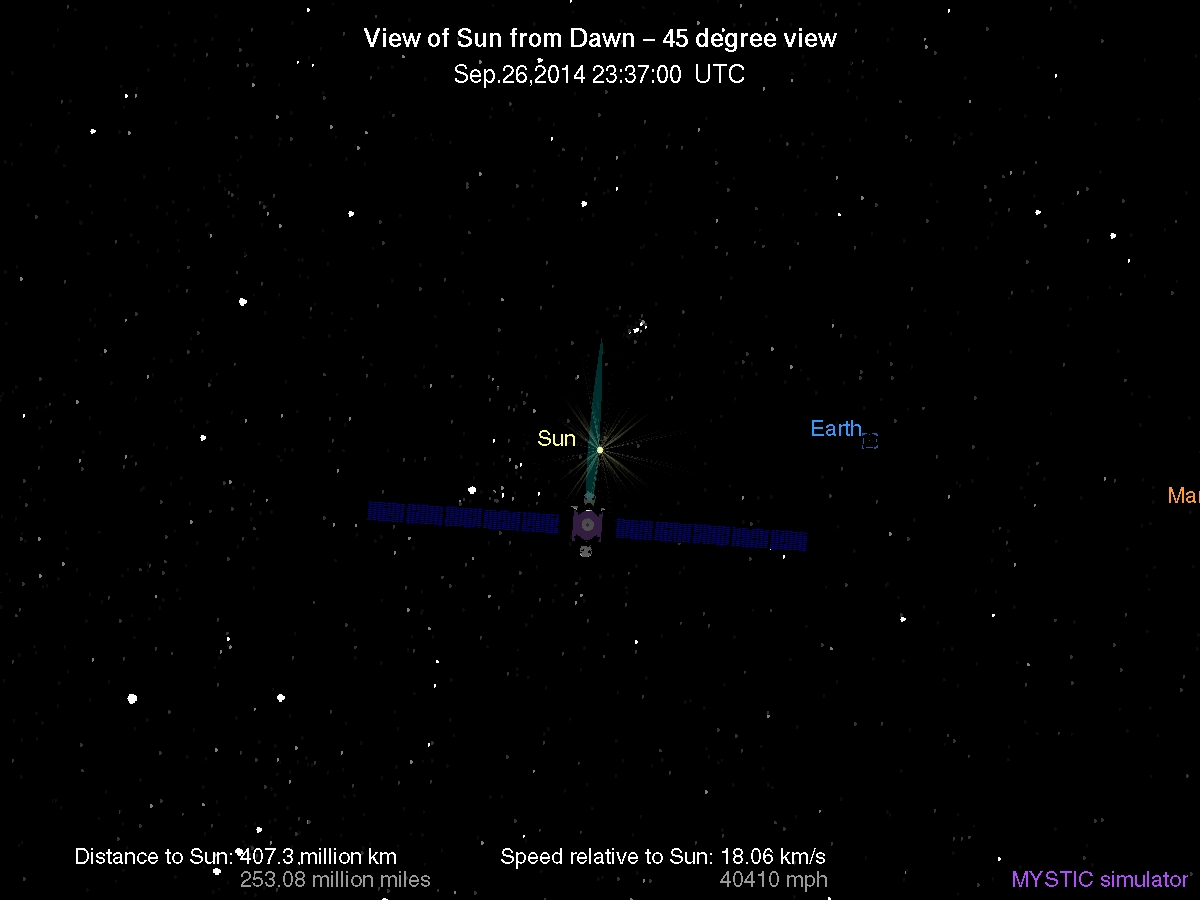 View of Sun from Dawn – 45 degree view
Sep.26,2014 23:37:00 UTC
Earth
Sun
Mar
Distance to Sun: 407.3 million km
253.08 million miles
Speed relative to Sun: 18.06 km/s
40410 mph
MYSTIC simulator